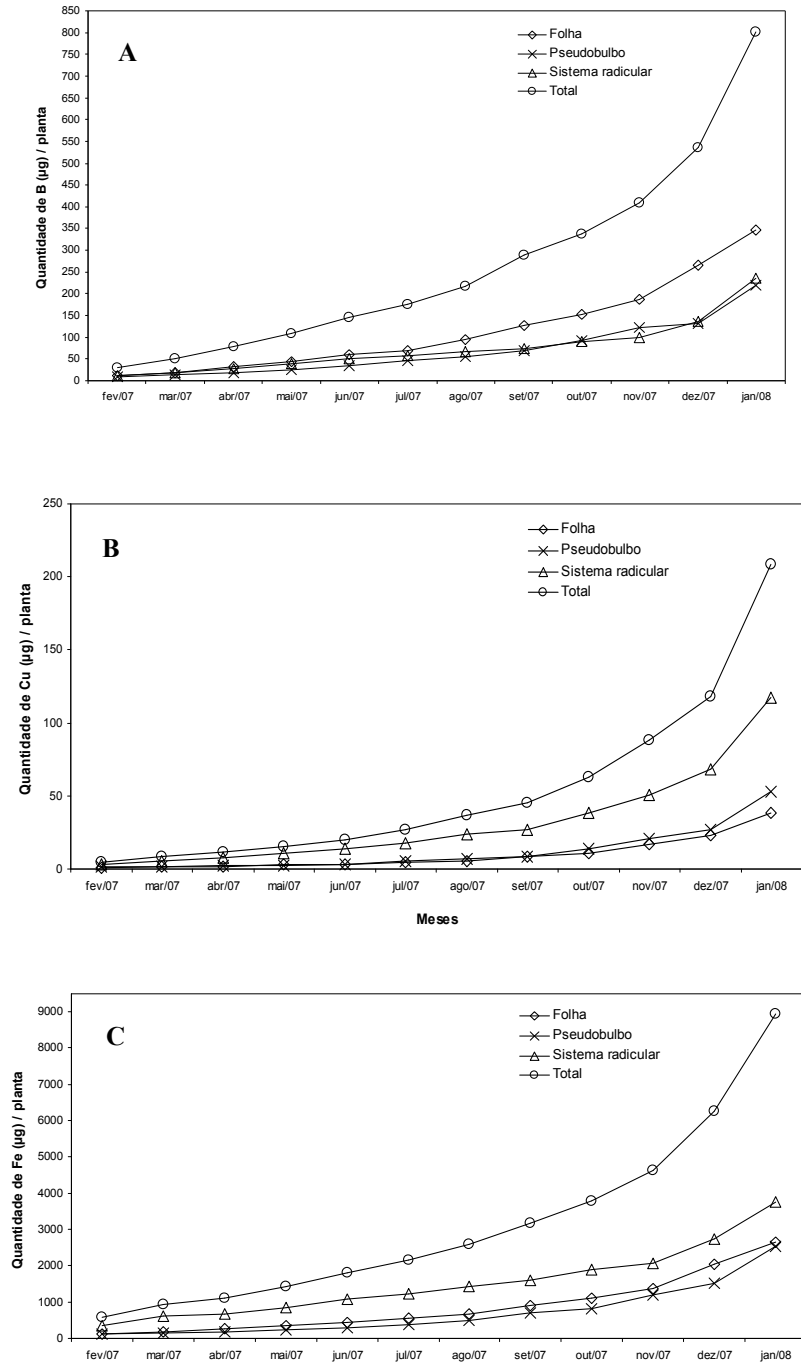 850
800
750
700
650
600
550
500
450
400
350
300
250
200
150
100
50
0
Quantidade de B (µg) / planta
A
Folha
Pseudobulbo
Sistema radicular
Total
fev/07 mar/07 abr/07 mai/07 jun/07 jul/07 ago/07 set/07 out/07 nov/07 dez/07 jan/08
250
200
150
100
50
0
Quantidade de Cu (µg) / planta
B
Folha
Pseudobulbo
Sistema radicular
Total
fev/07 mar/07 abr/07 mai/07 jun/07 jul/07 ago/07 set/07 out/07 nov/07 dez/07 jan/08
Meses
9000
8000
7000
6000
5000
4000
3000
2000
1000
0
Quantidade de Fe (µg) / planta
C
Folha
Pseudobulbo
Sistema radicular
Total
fev/07 mar/07 abr/07 mai/07 jun/07 jul/07 ago/07 set/07 out/07 nov/07 dez/07 jan/08